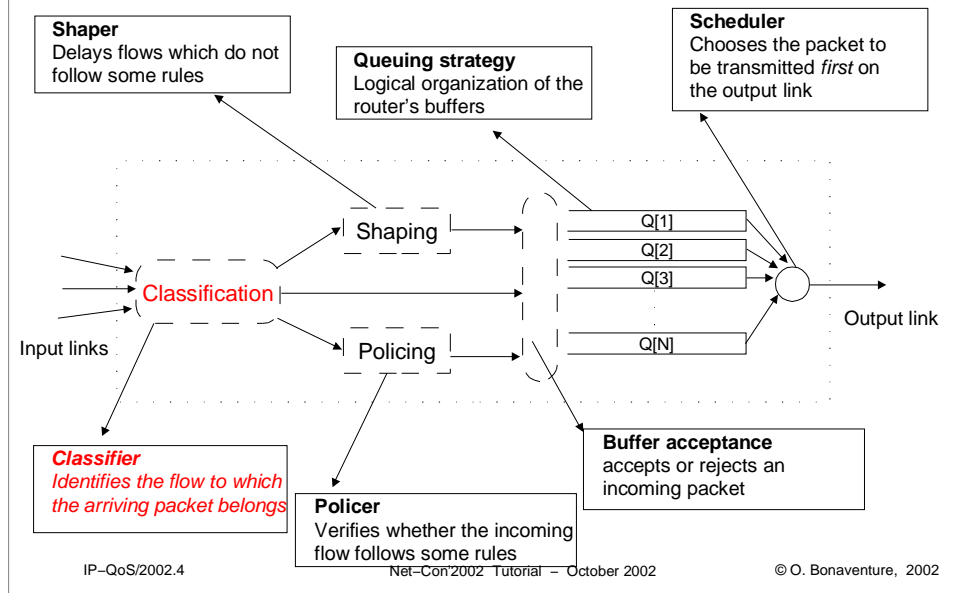 Shaper
Delays flows which do not
follow some rules
Queuing strategy
Logical organization of the
router's buffers
Scheduler
Chooses the packet to
be transmitted first on
the output link
Shaping
Classification
Policing
Input links
Q[1]
Q[2]
Q[3]
Q[N]
Output link
Classifier
Identifies the flow to which
the arriving packet belongs
Policer
Verifies whether the incoming
flow follows some rules
Buffer acceptance
accepts or rejects an
incoming packet
IP−QoS/2002.4
Net−Con'2002 Tutorial − October 2002
© O. Bonaventure, 2002